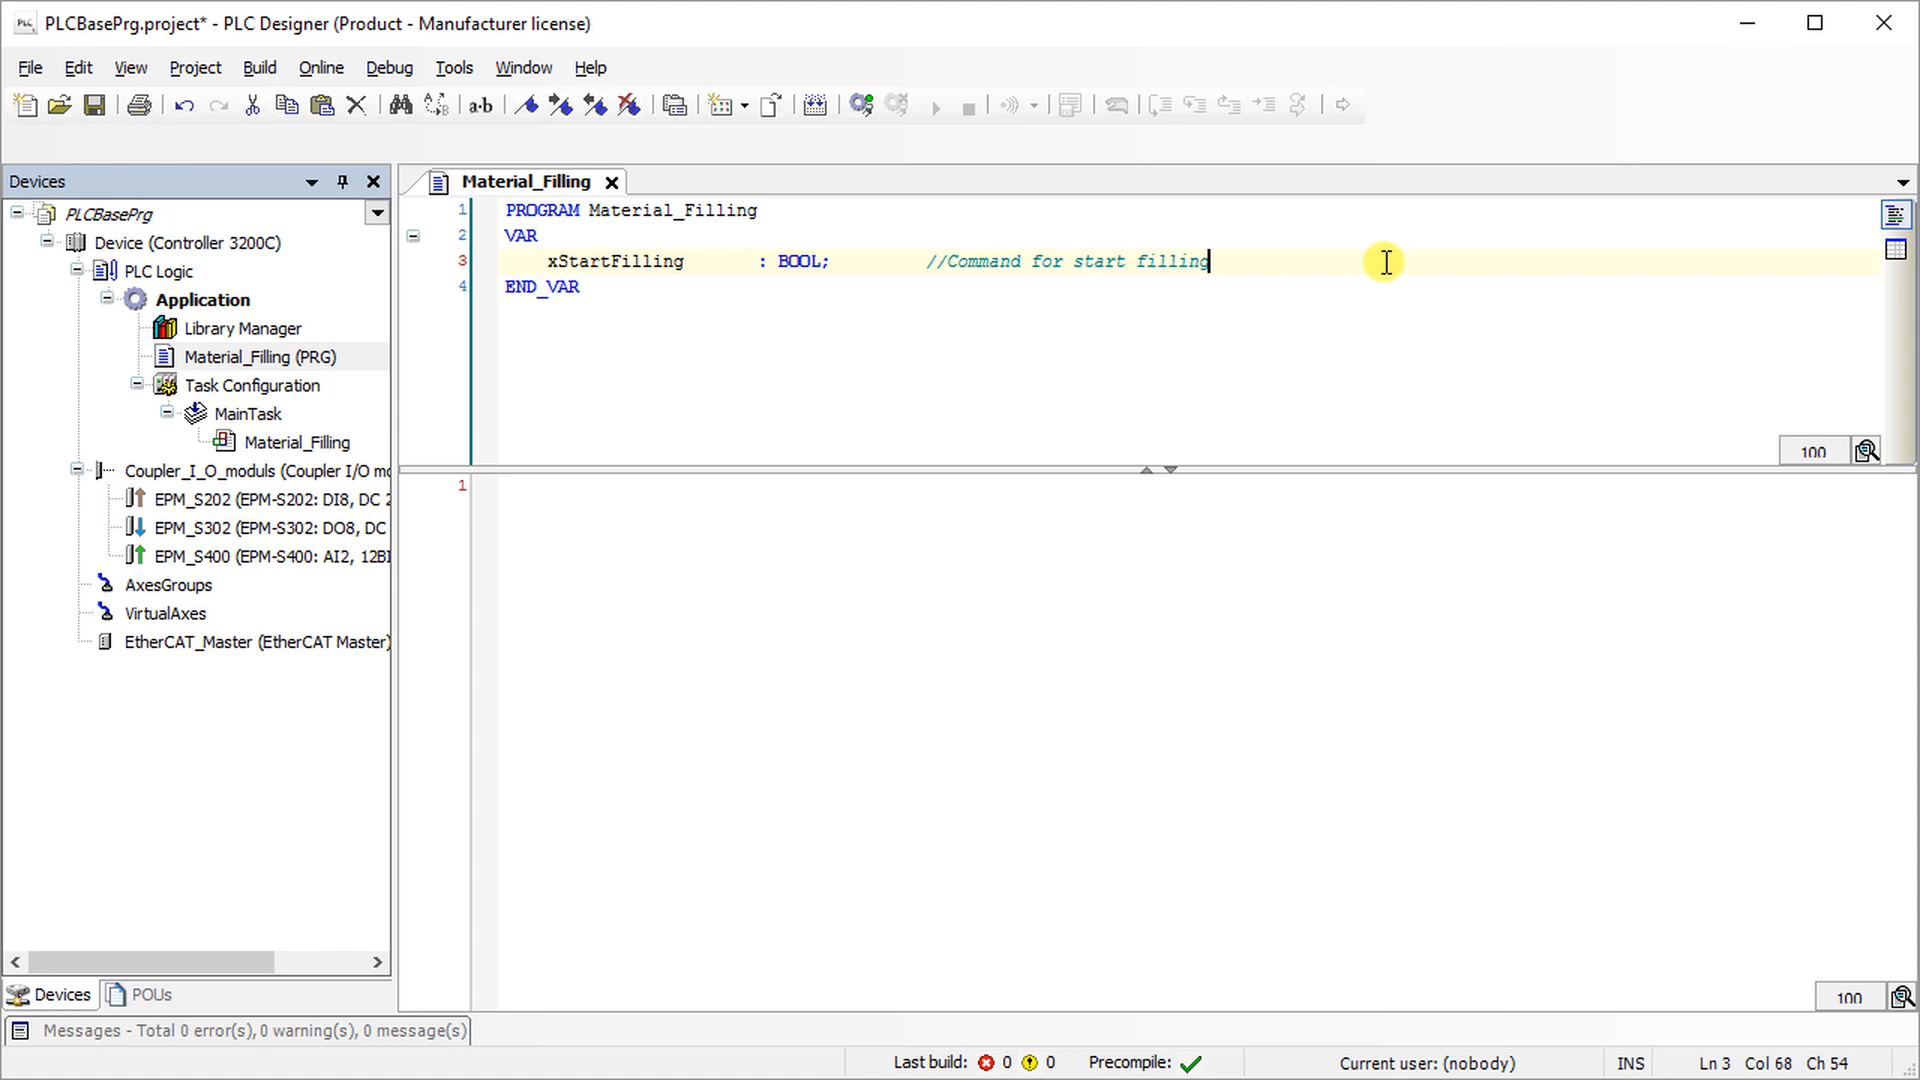 PLCBasePrg.project* - PLC Designer (Product - Manufacturer license)
File Edit View Project Build Online Debug Tools Window Help
Devices
PLCBasePrg
Device (Controller 3200C)
PLC Logic
Application
Library Manager
Material_Filling (PRG)
Task Configuration
MainTask
Material_Filling
Coupler_I_O_moduls (Coupler I/O mo
EPM_S202 (EPM-S202: DI8, DC 2
EPM_S302 (EPM-S302: DO8, DC
EPM_S400 (EPM-S400: AI2, 12BI
AxesGroups
VirtualAxes
EtherCAT_Master (EtherCAT Master)
Devices POUs
Material_Filling
1 PROGRAM Material_Filling
2 VAR
3 xStartFilling : BOOL; //Command for start filling
4 END_VAR
100
1
100
Messages - Total 0 error(s), 0 warning(s), 0 message(s)
Last build: 0 0 Precompile: Current user: (nobody) INS Ln 3 Col 68 Ch 54